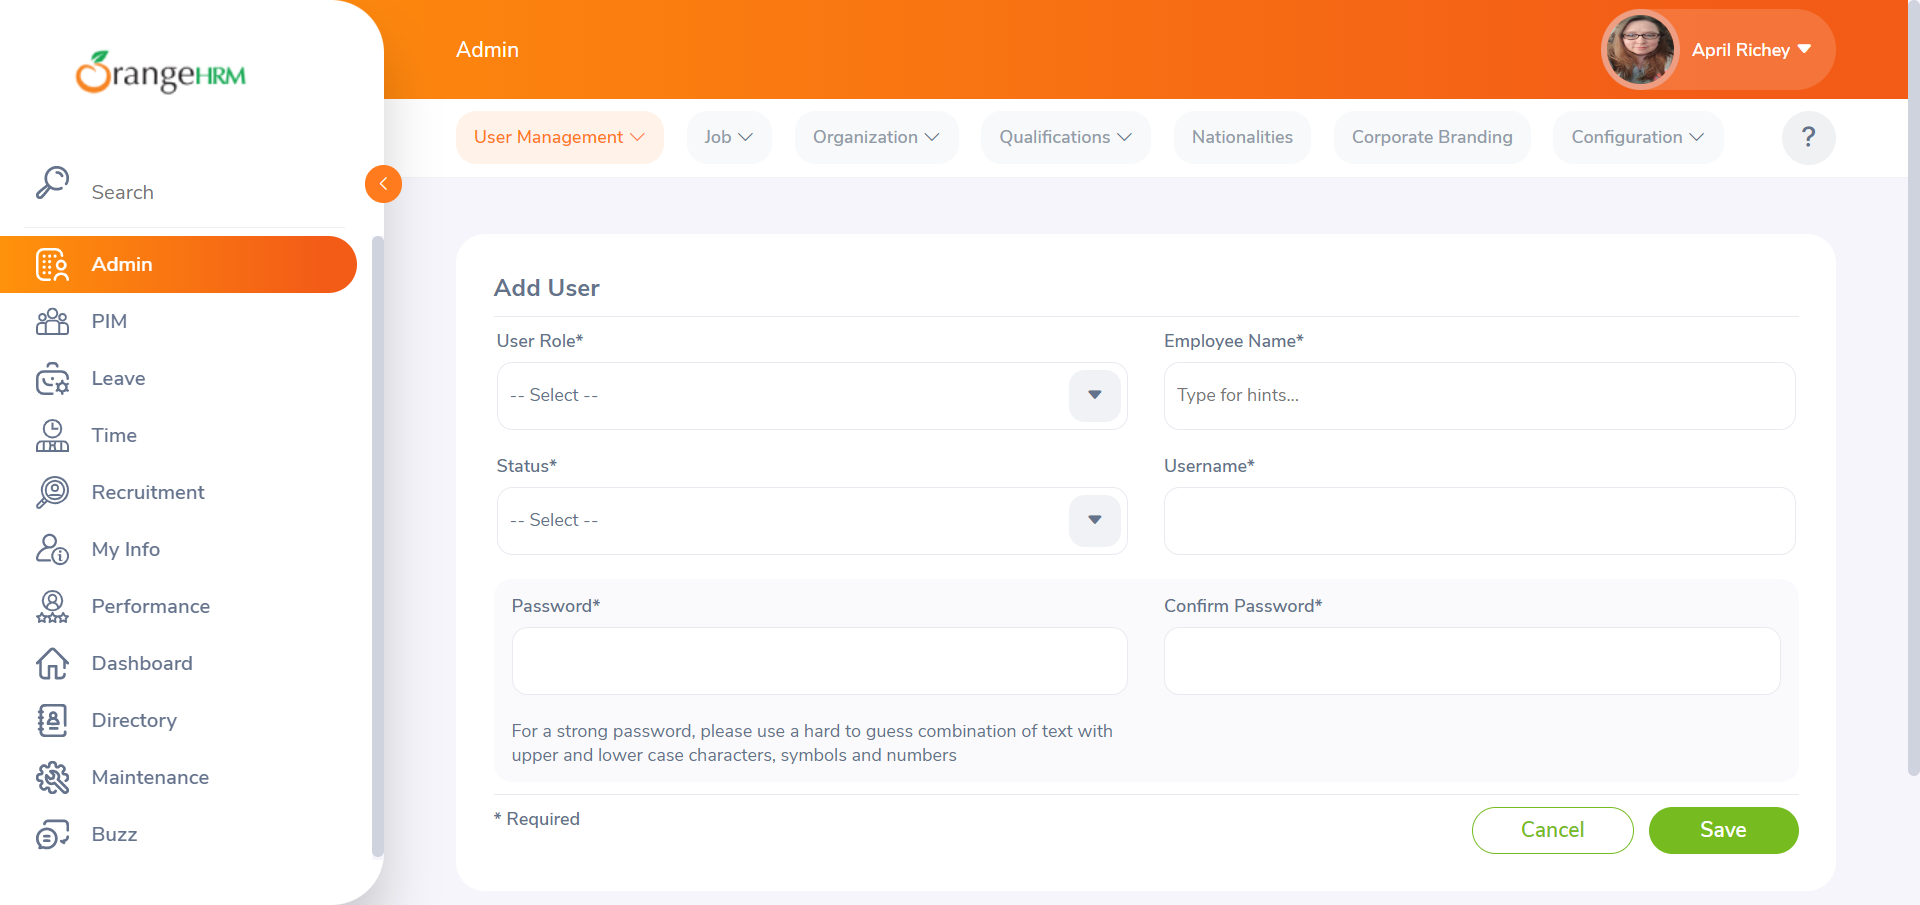 OrangeHRM
Admin
April Richey
User Management
Job
Organization
Qualifications
Nationalities
Corporate Branding
Configuration
?
Search
Admin
PIM
Leave
Time
Recruitment
My Info
Performance
Dashboard
Directory
Maintenance
Buzz
Add User
User Role*
Employee Name*
-- Select --
Type for hints...
Status*
Username*
-- Select --
Password*
Confirm Password*
For a strong password, please use a hard to guess combination of text with
upper and lower case characters, symbols and numbers
* Required
Cancel
Save